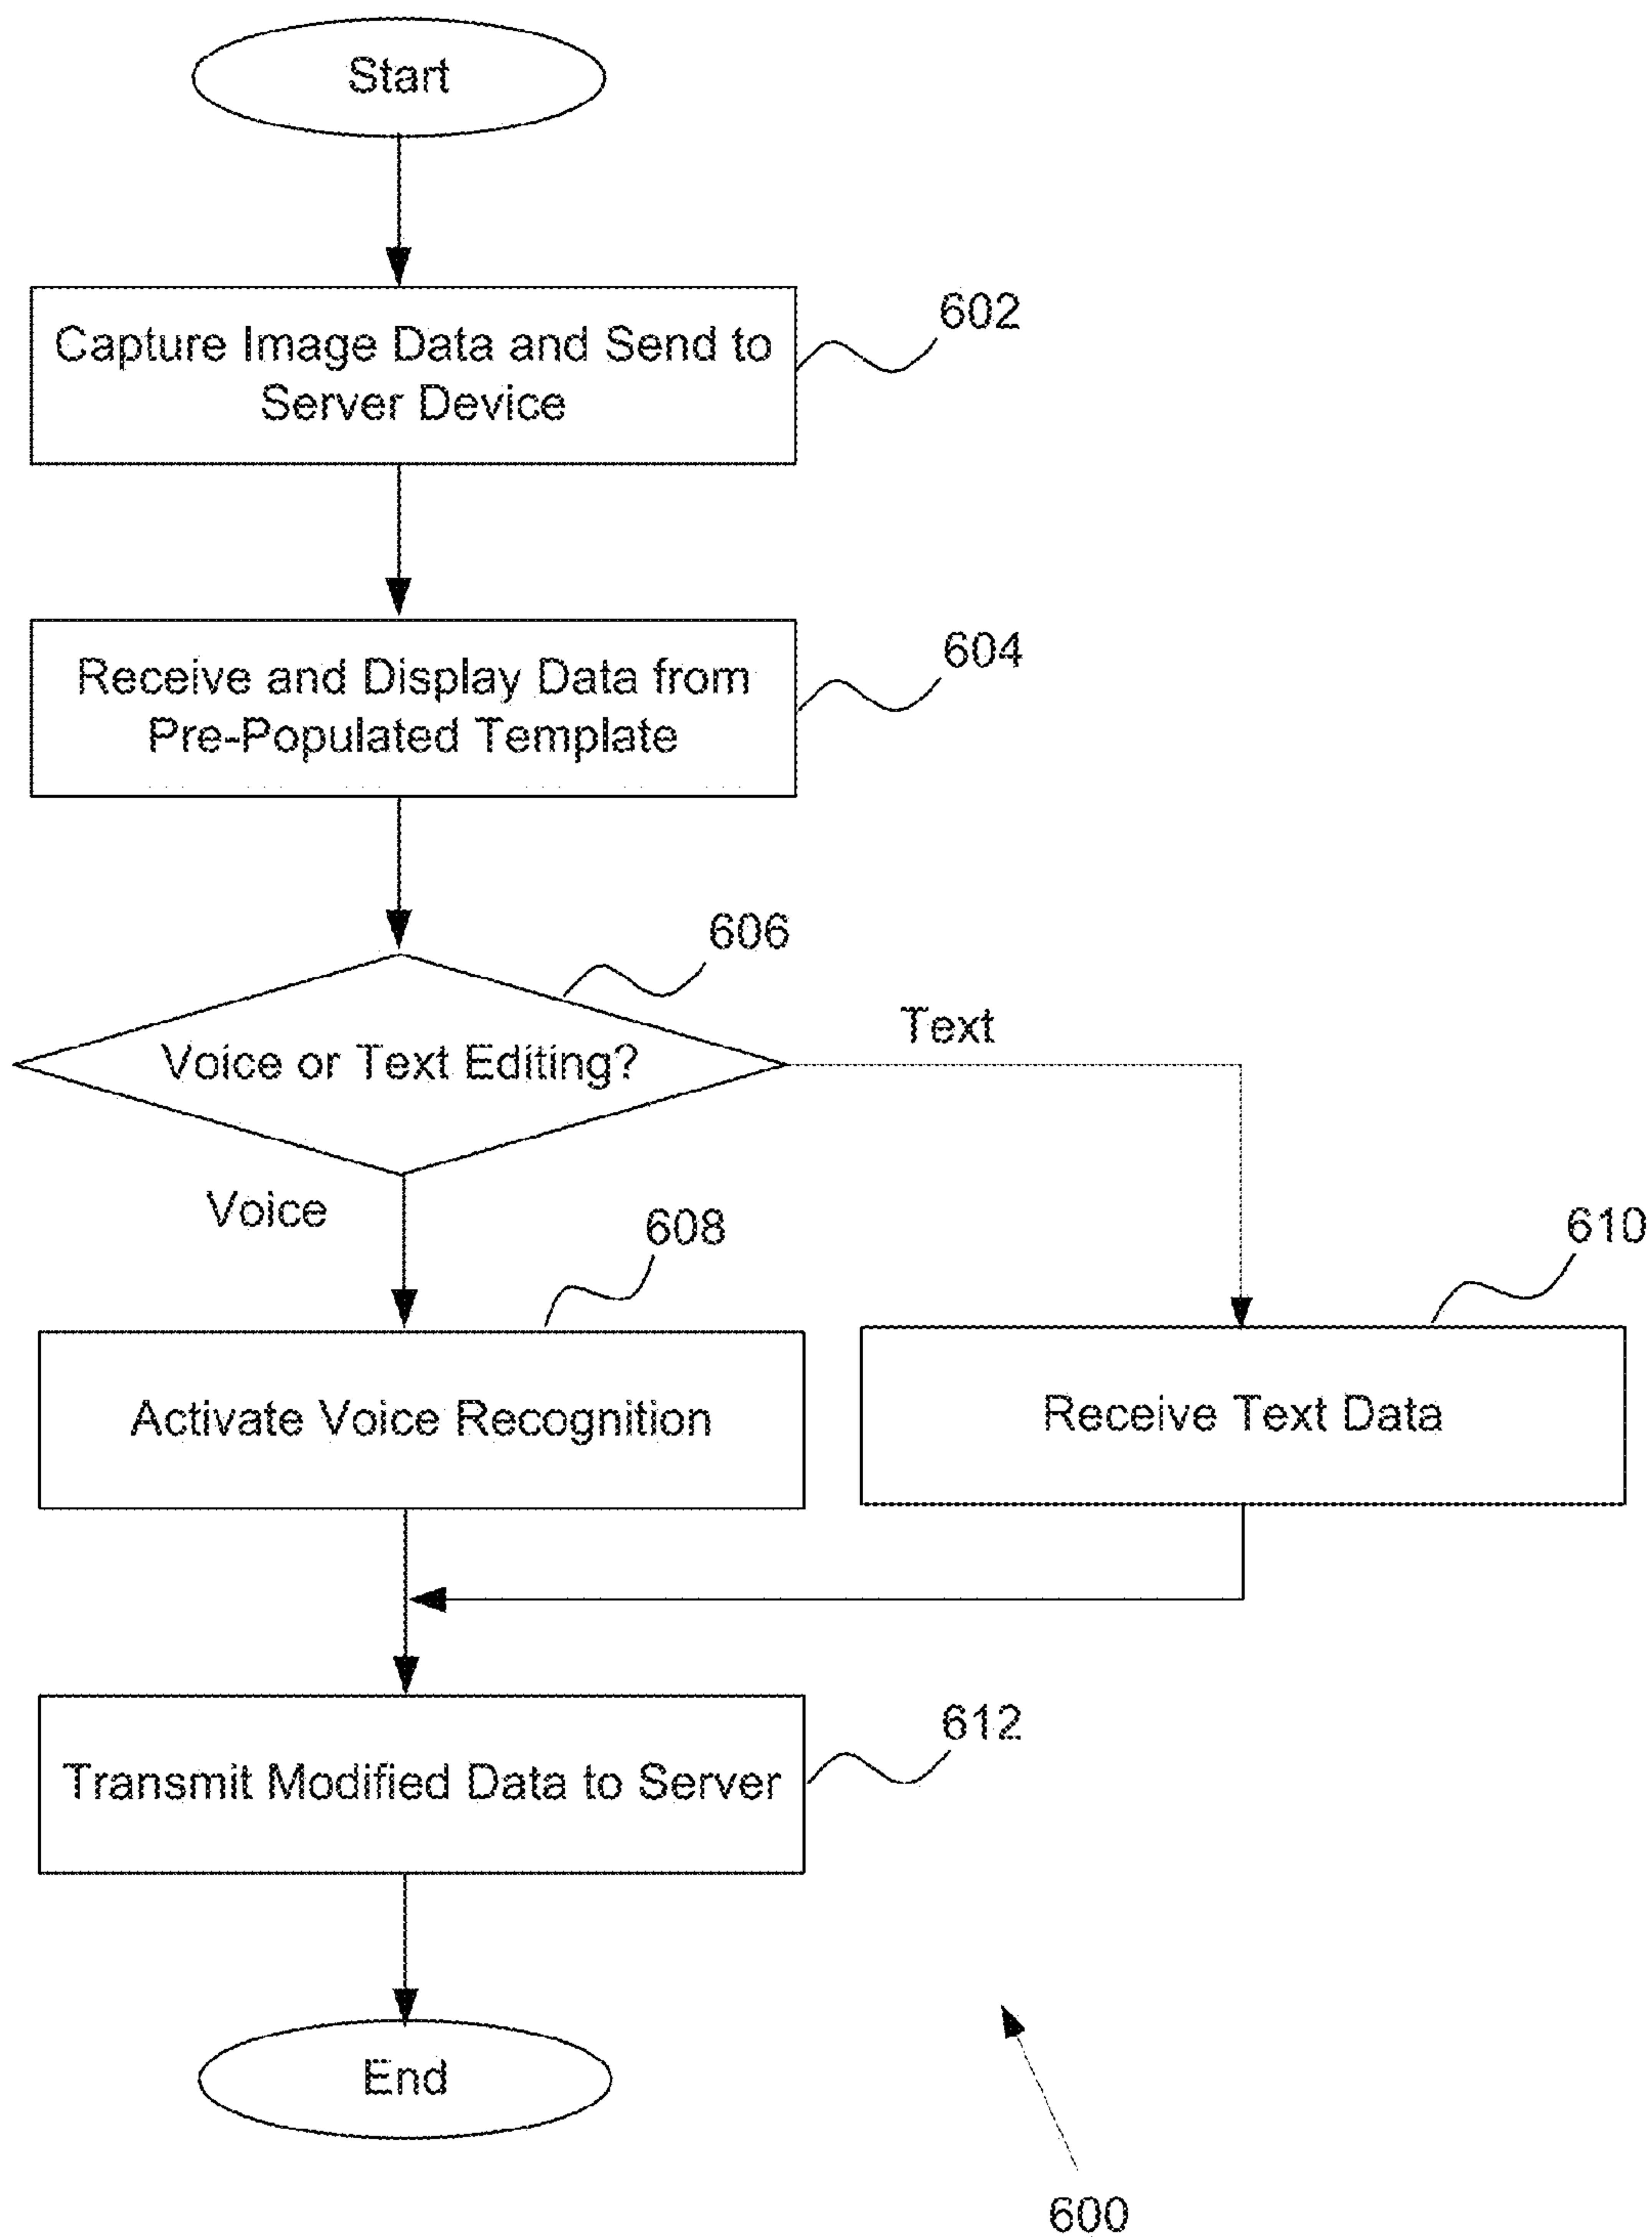 Start
Capture Image Data and Send to
Server Device
602
Receive and Display Data from
Pre-Populated Template
604
606
Voice or Text Editing?
Text
Voice
608
610
Activate Voice Recognition
Receive Text Data
Transmit Modified Data to Server
612
End
600